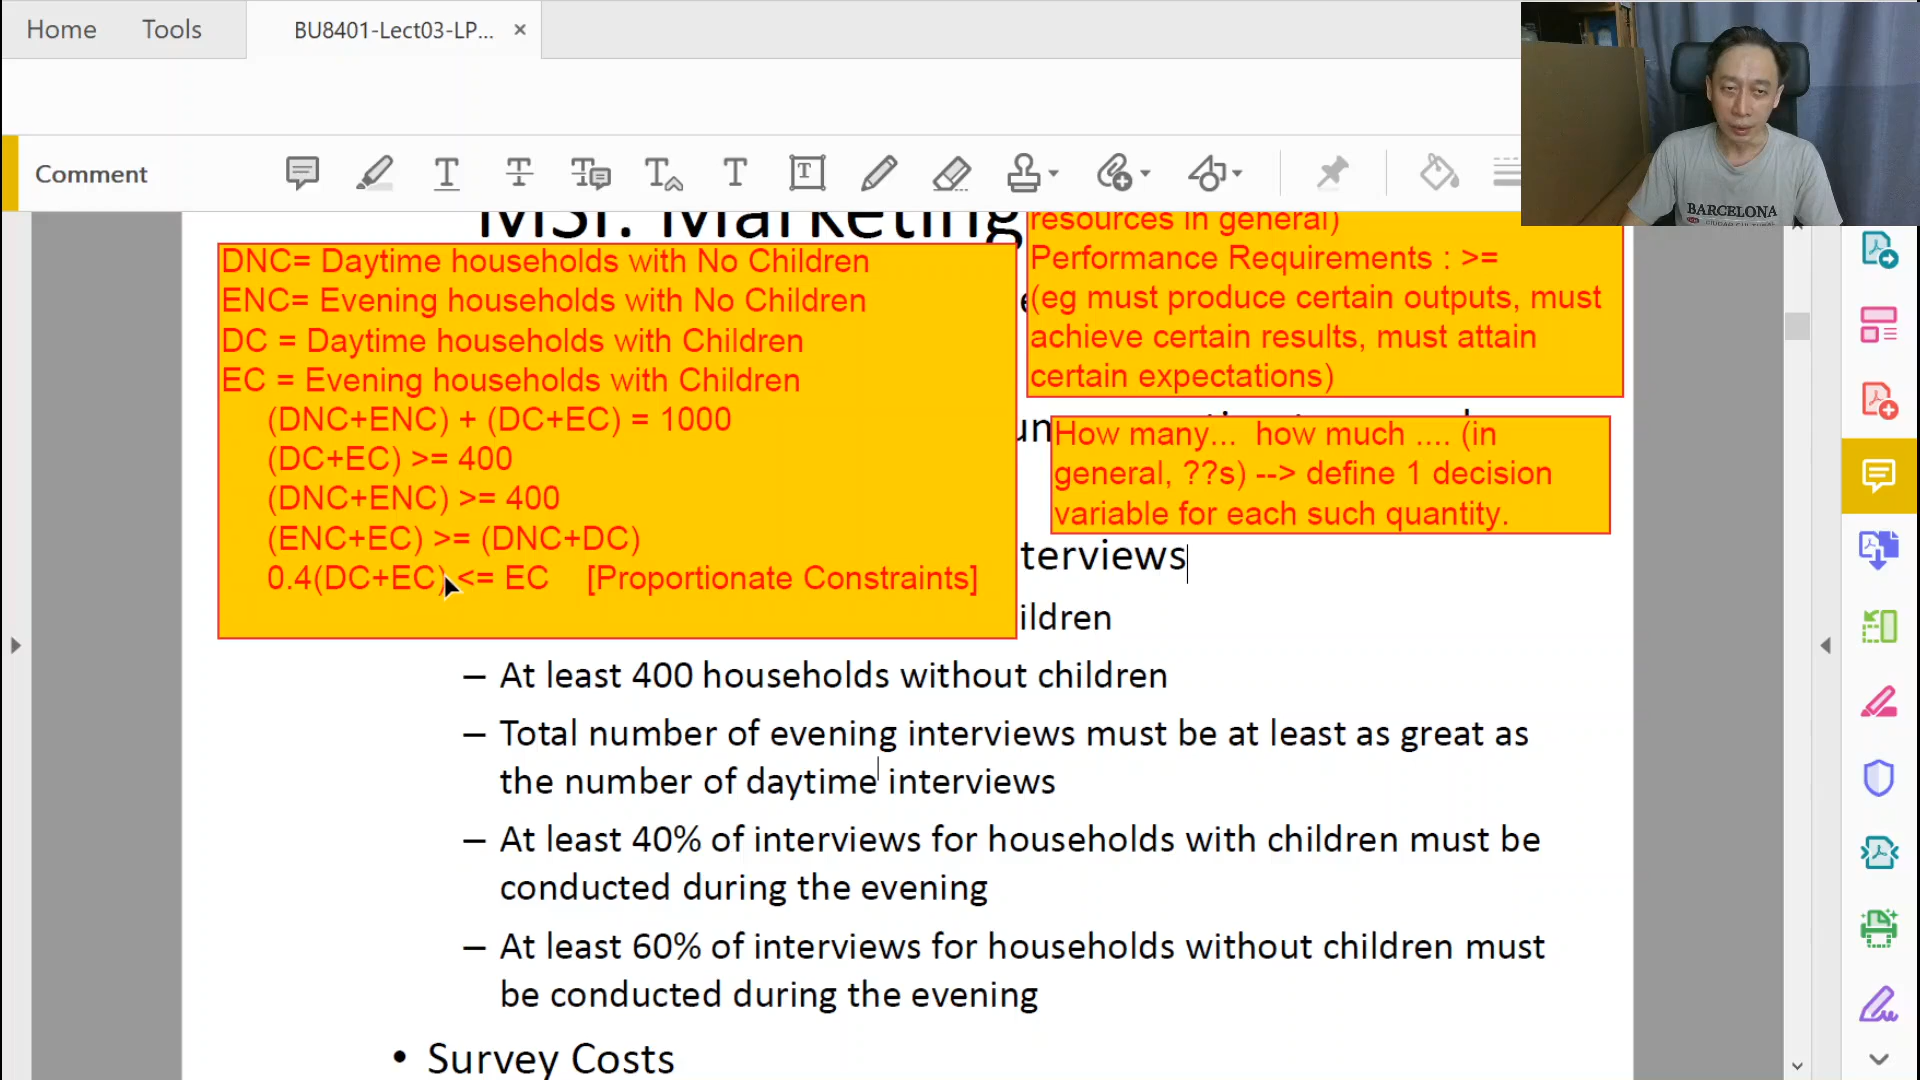 Home
Tools
BU8401-Lect03-LP...
Comment
BARCELONA
MSI: Marketing
DNC= Daytime households with No Children
ENC= Evening households with No Children
DC = Daytime households with Children
EC = Evening households with Children
(DNC+ENC) + (DC+EC) = 1000
(DC+EC) >= 400
(DNC+ENC) >= 400
(ENC+EC) >= (DNC+DC)
0.4(DC+EC) <= EC [Proportionate Constraints]
resources in general)
Performance Requirements : >=
(eg must produce certain outputs, must
achieve certain results, must attain
certain expectations)
How many... how much .... (in
general, ??s) --> define 1 decision
variable for each such quantity.
terviews
ildren
– At least 400 households without children
– Total number of evening interviews must be at least as great as
the number of daytime interviews
– At least 40% of interviews for households with children must be
conducted during the evening
– At least 60% of interviews for households without children must
be conducted during the evening
• Survey Costs